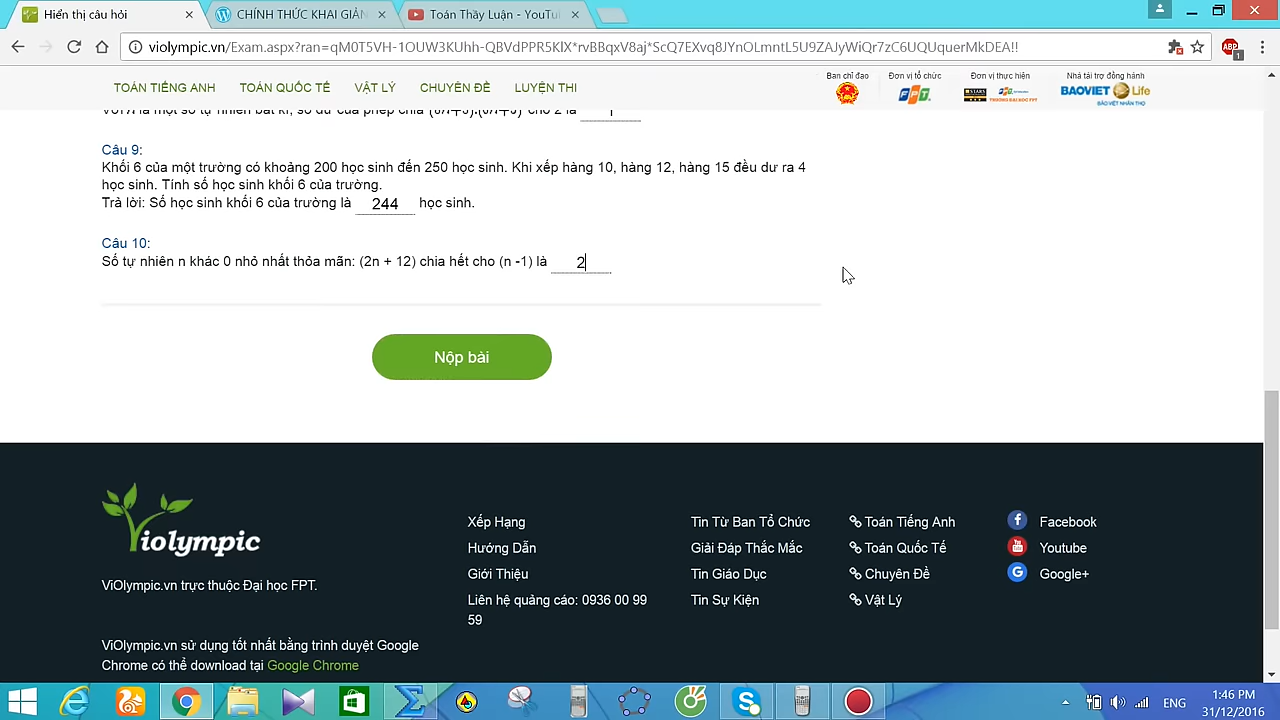 Hiển thị câu hỏi
CHÍNH THỨC KHAI GIẢN
Toán Thầy Luận - YouTu
violympic.vn/Exam.aspx?ran=qM0T5VH-1OUW3KUhh-QBVdPPR5KlX*rvBBqxV8aj*ScQ7EXvq8JYnOLmntL5U9ZAJyWiQr7zC6UQUquerMkDEA!!
ABP
1
TOÁN TIẾNG ANH
TOÁN QUỐC TẾ
VẬT LÝ
CHUYÊN ĐỀ
LUYỆN THI
Ban chỉ đạo
Đơn vị tổ chức
Đơn vị thực hiện
Nhà tài trợ đồng hành
FPT
BAOVIET Life
BẢO VIỆT NHÂN THỌ
Câu 9:
Khối 6 của một trường có khoảng 200 học sinh đến 250 học sinh. Khi xếp hàng 10, hàng 12, hàng 15 đều dư ra 4
học sinh. Tính số học sinh khối 6 của trường.
Trả lời: Số học sinh khối 6 của trường là 244 học sinh.
Câu 10:
Số tự nhiên n khác 0 nhỏ nhất thỏa mãn: (2n + 12) chia hết cho (n -1) là 2
Nộp bài
Violympic
ViOlympic.vn trực thuộc Đại học FPT.
ViOlympic.vn sử dụng tốt nhất bằng trình duyệt Google
Chrome có thể download tại Google Chrome
Xếp Hạng
Hướng Dẫn
Giới Thiệu
Liên hệ quảng cáo: 0936 00 99
59
Tin Từ Ban Tổ Chức
Giải Đáp Thắc Mắc
Tin Giáo Dục
Tin Sự Kiện
Toán Tiếng Anh
Toán Quốc Tế
Chuyên Đề
Vật Lý
Facebook
Youtube
Google+
ENG
1:46 PM
31/12/2016